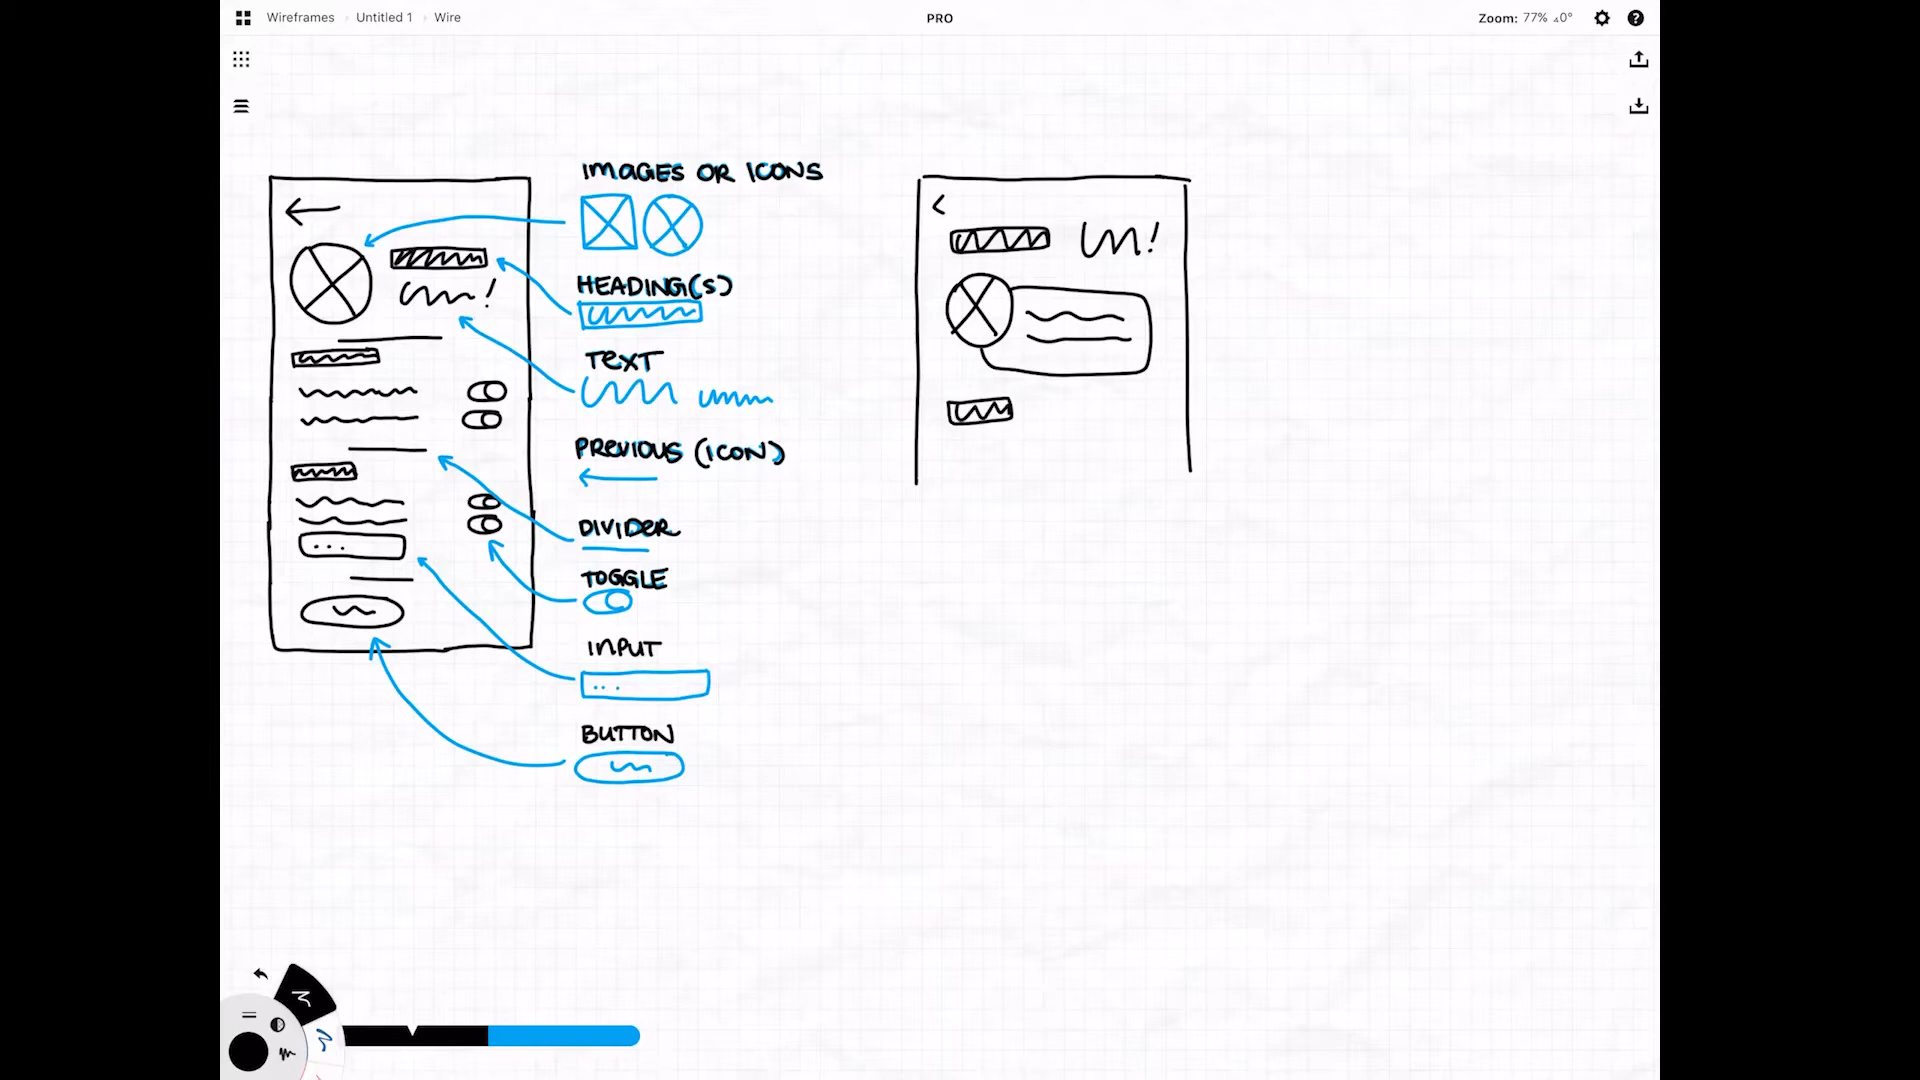 Wireframes Untitled 1 Wire
PRO
Zoom: 77% ⊿0°
IMAGES OR ICONS
HEADING(S)
TEXT
PREVIOUS (ICON)
DIVIDER
TOGGLE
INPUT
BUTTON